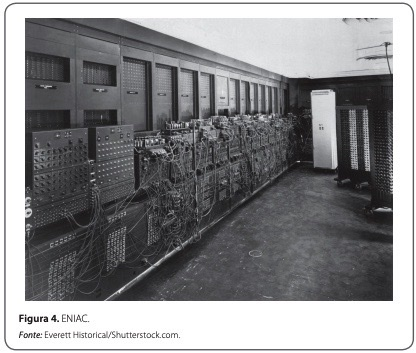 Figura 4. ENIAC.
Fonte: Everett Historical/Shutterstock.com.